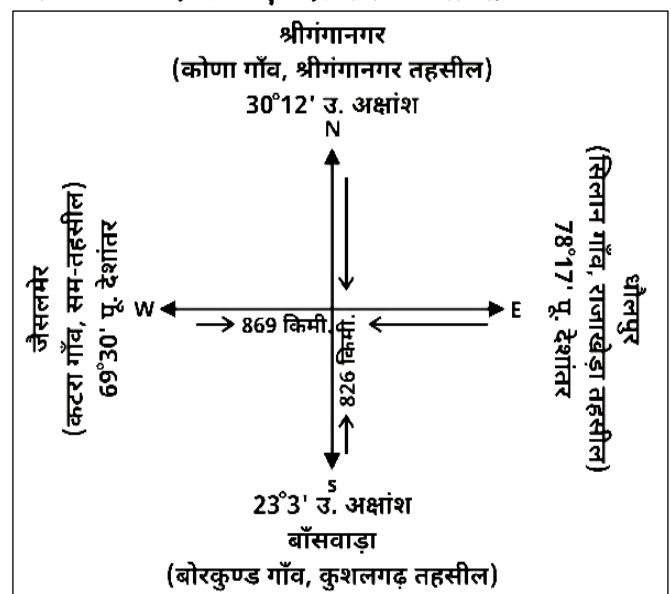 श्रीगंगानगर
(कोणा गाँव, श्रीगंगानगर तहसील)
30°12' उ. अक्षांश
N
जैसलमेर
(कटरा गाँव, सम-तहसील)
69°30' पू. देशांतर
W
869 किमी.
826 किमी.
E
धौलपुर
(सिलान गाँव, राजाखेड़ा तहसील)
78°17' पू. देशांतर
S
23°3' उ. अक्षांश
बाँसवाड़ा
(बोरकुण्ड गाँव, कुशलगढ़ तहसील)